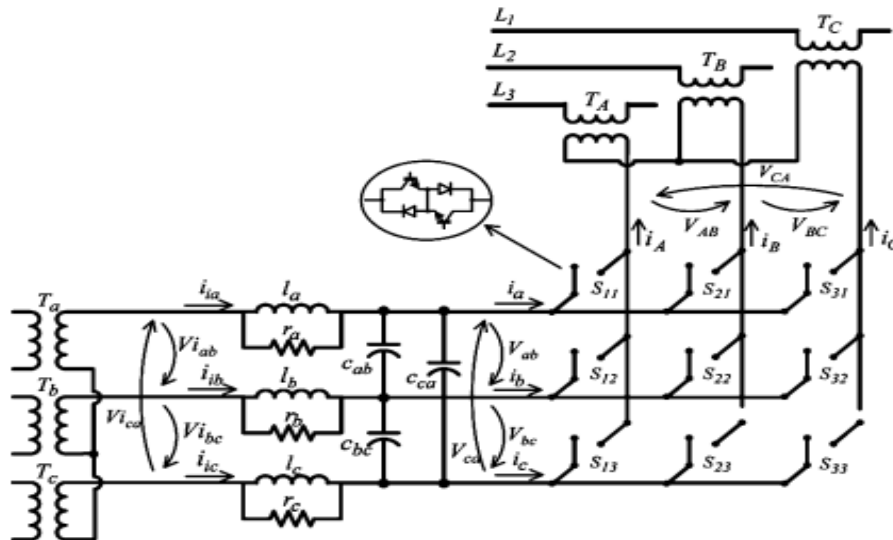 L1 TC
L2 TB
L3 TA
VCA
VAB VBC
iA iB iC
Ta iia la ia S11 S21 S31
ra
Viab cab cca Vab
Tb iib lb ib S12 S22 S32
Vica Vibc rb cbc Vca Vbc
Tc iic lc ic S13 S23 S33
rc